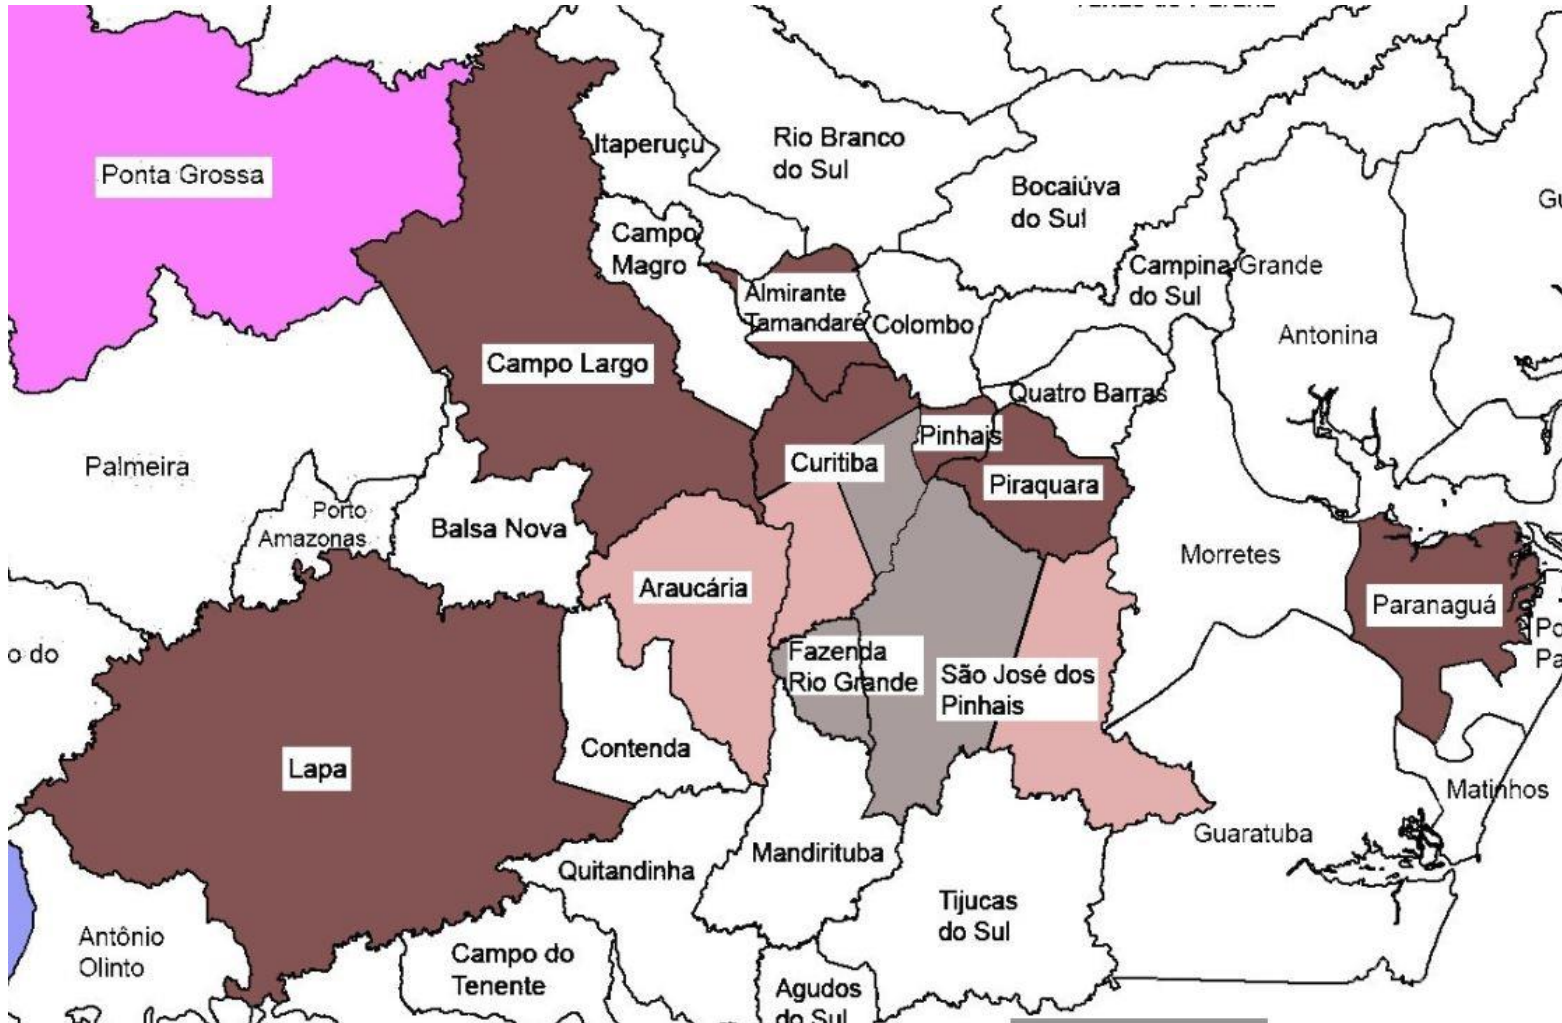 Ponta Grossa
Itaperuçu
Rio Branco
do Sul
Bocaiúva
do Sul
Campo
Magro
Campina Grande
do Sul
Almirante
Tamandaré
Colombo
Antonina
Campo Largo
Quatro Barras
Pinhais
Palmeira
Curitiba
Piraquara
Porto
Amazonas
Balsa Nova
Morretes
Araucária
Paranaguá
o do
Fazenda
Rio Grande
São José dos
Pinhais
Po
Pa
Contenda
Lapa
Matinhos
Guaratuba
Mandirituba
Quitandinha
Tijucas
do Sul
Antônio
Olinto
Campo do
Tenente
Agudos
do Sul